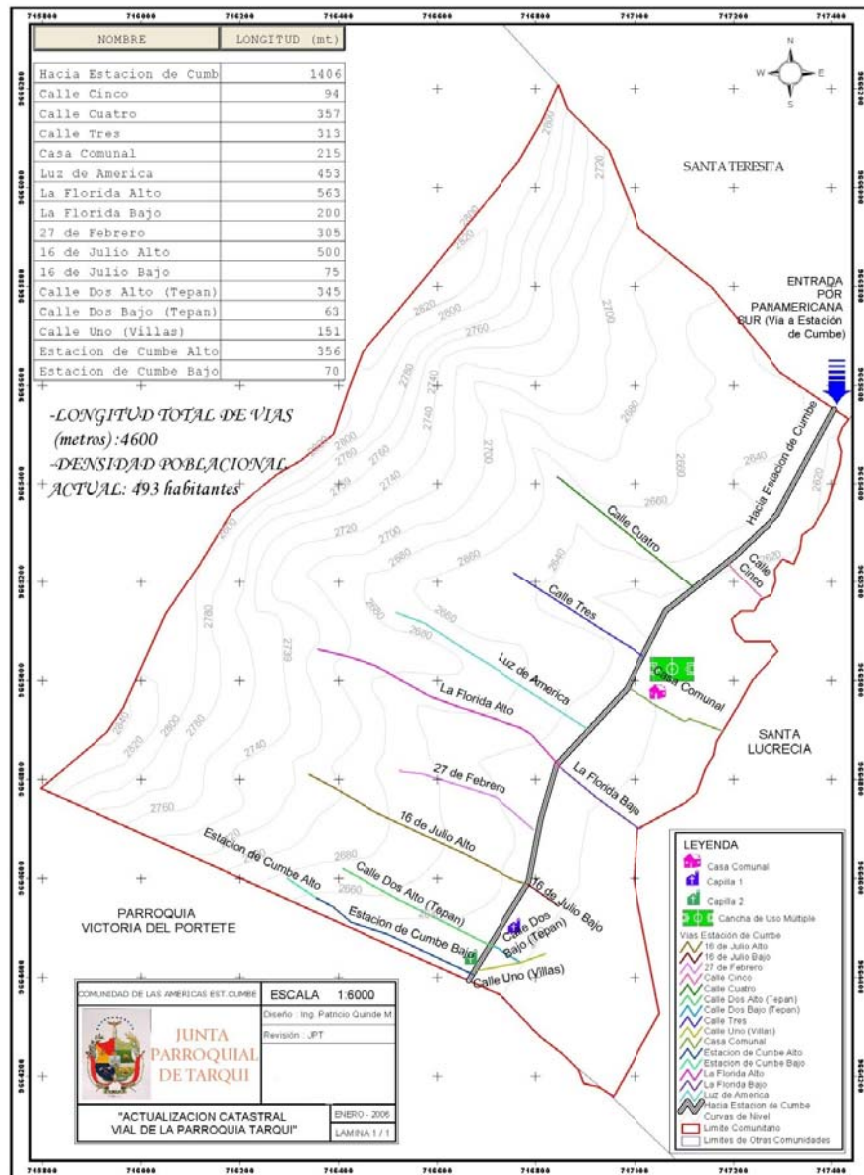 715800 716000 716200 716400 716600 716800 717000 717200 717400
NOMBRE LONGITUD (mt)
Hacia Estacion de Cumb 1406
Calle Cinco 94
Calle Cuatro 357
Calle Tres 313
Casa Comunal 215
Luz de America 453
La Florida Alto 563
La Florida Bajo 200
27 de Febrero 305
16 de Julio Alto 500
16 de Julio Bajo 75
Calle Dos Alto (Tepan) 345
Calle Dos Bajo (Tepan) 63
Calle Uno (Villas) 151
Estacion de Cumbe Alto 356
Estacion de Cumbe Bajo 70
-LONGITUD TOTAL DE VIAS
(metros) :4600
-DENSIDAD POBLACIONAL
ACTUAL: 493 habitantes
N
W E
S
SANTA TERESITA
ENTRADA
POR
PANAMERICANA
SUR (Via a Estación
de Cumbe)
Hacia Estacion de Cumbe
Calle Cuatro
Calle
Cinco
Calle Tres
Luz de America
Casa Comunal
La Florida Alto
SANTA
LUCRECIA
La Florida Bajo
27 de Febrero
16 de Julio Alto
16 de Julio Bajo
Estacion de Cumbe Alto
Calle Dos Alto (Tepan)
Calle Dos
Bajo (Tepan)
Estacion de Cumbe Bajo
Calle Uno (Villas)
PARROQUIA
VICTORIA DEL PORTETE
LEYENDA
Casa Comunal
Capilla 1
Capilla 2
Cancha de Uso Múltiple
Vias Estación de Cumbe
16 de Julio Alto
16 de Julio Bajo
27 de Febrero
Calle Cinco
Calle Cuatro
Calle Dos Alto (Tepan)
Calle Dos Bajo (Tepan)
Calle Tres
Calle Uno (Villas)
Casa Comunal
Estacion de Cumbe Alto
Estacion de Cumbe Bajo
La Florida Alto
La Florida Bajo
Luz de America
Hacia Estacion de Cumbe
Curvas de Nivel
Limite Comunitario
Limites de Otras Comunidades
COMUNIDAD DE LAS AMERICAS EST.CUMBE
ESCALA 1:6000
Diseño : Ing. Patricio Quinde M.
Revisión : JPT
JUNTA
PARROQUIAL
DE TARQUI
"ACTUALIZACION CATASTRAL
VIAL DE LA PARROQUIA TARQUI"
ENERO - 2006
LAMINA 1 / 1